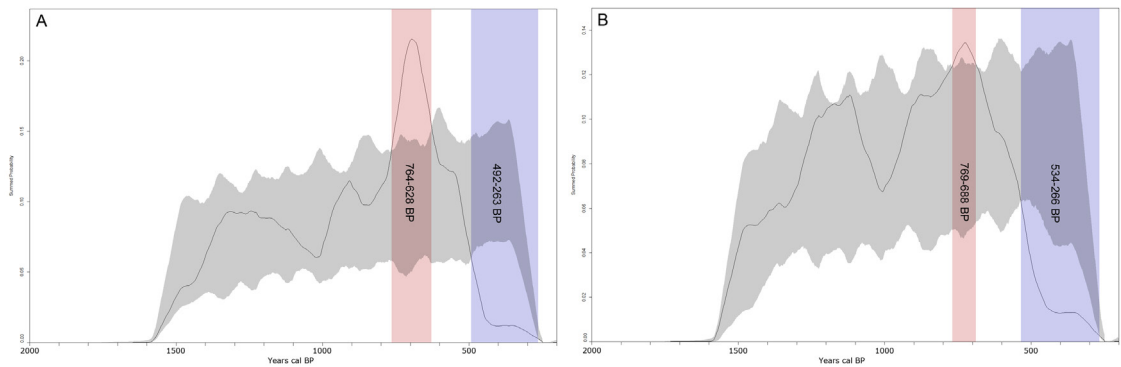 A
0.20
0.15
0.10
0.05
0.00
Summed Probability
764-628 BP
492-263 BP
2000
1500
1000
500
Years cal BP
B
0.14
0.12
0.10
0.08
0.06
0.04
0.02
0.00
Summed Probability
769-688 BP
534-266 BP
2000
1500
1000
500
Years cal BP